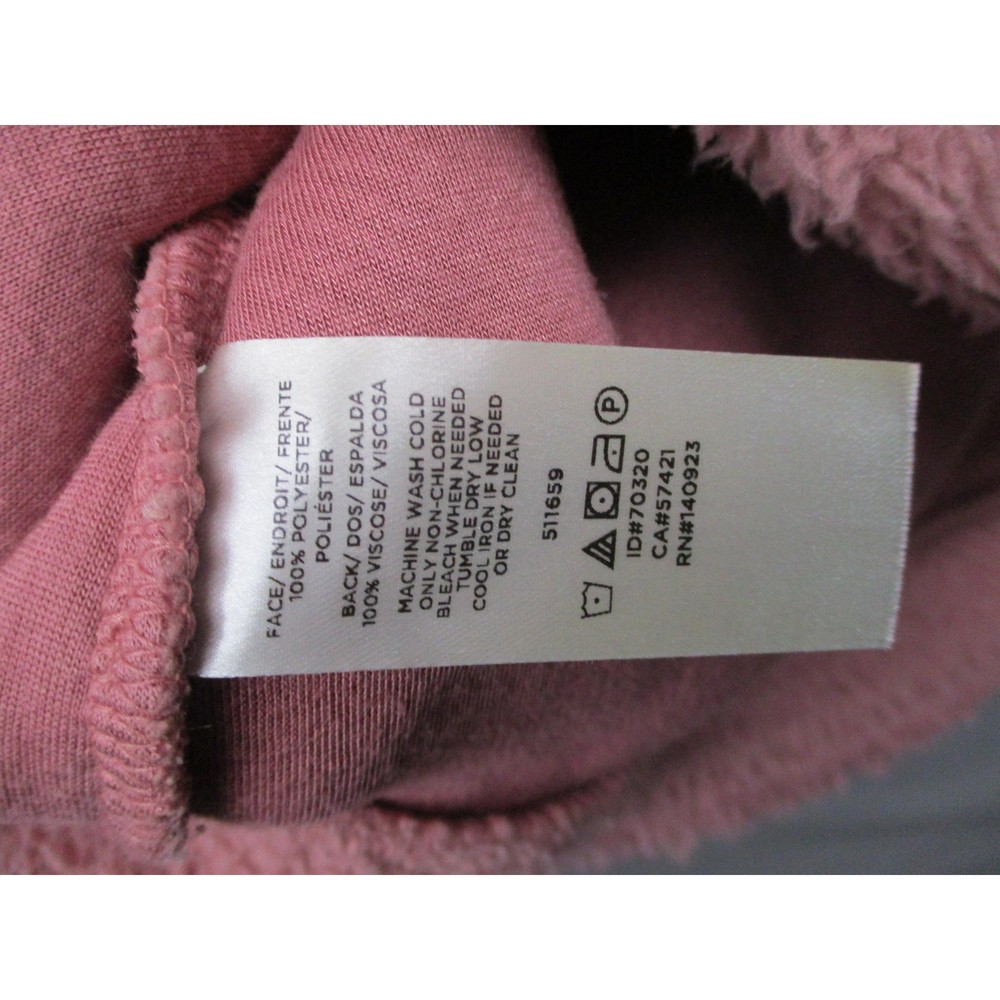 FACE/ ENDROIT/ FRENTE
100% POLYESTER/
POLIÉSTER
BACK/ DOS/ ESPALDA
100% VISCOSE/ VISCOSA
MACHINE WASH COLD
ONLY NON-CHLORINE
BLEACH WHEN NEEDED
TUMBLE DRY LOW
COOL IRON IF NEEDED
OR DRY CLEAN
511659
P
ID#70320
CA#57421
RN#140923